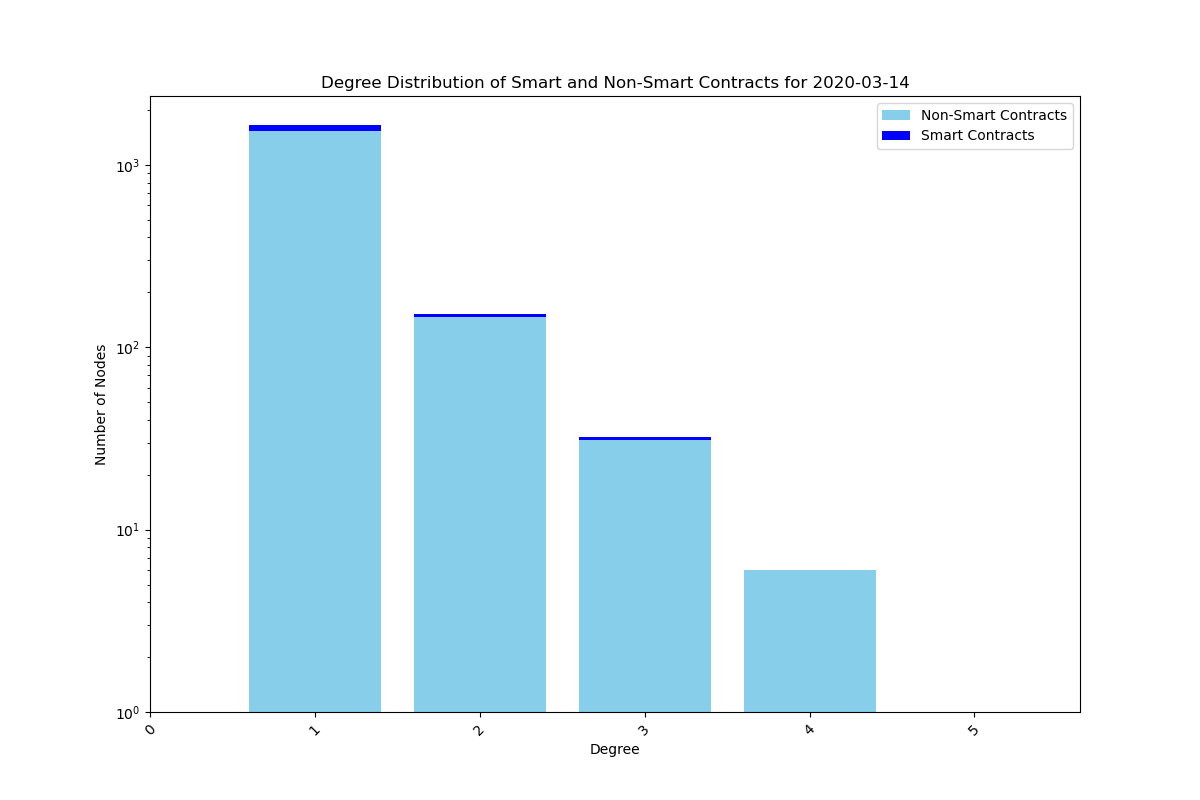 Degree Distribution of Smart and Non-Smart Contracts for 2020-03-14
Non-Smart Contracts
Smart Contracts
Number of Nodes
10³
10²
10¹
10⁰
0 1 2 3 4 5
Degree